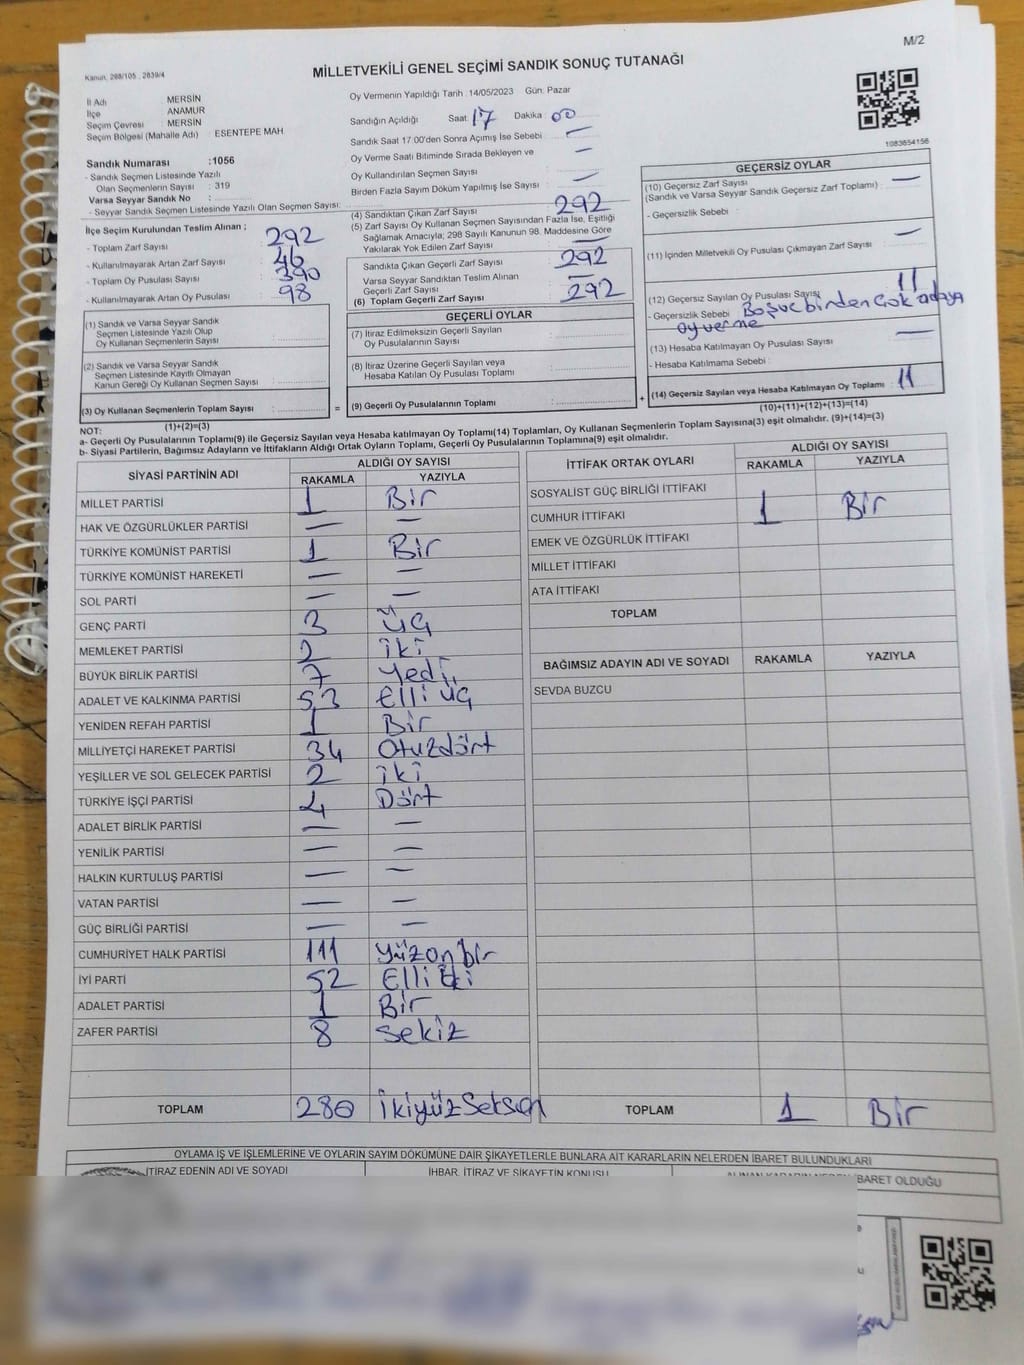 M/2
Kanun, 298/105 , 2839/4
MİLLETVEKİLİ GENEL SEÇİMİ SANDIK SONUÇ TUTANAĞI
İl Adı MERSİN
İlçe ANAMUR
Seçim Çevresi MERSİN
Seçim Bölgesi (Mahalle Adı) : ESENTEPE MAH
Sandık Numarası :1056
- Sandık Seçmen Listesinde Yazılı
Olan Seçmenlerin Sayısı : 319
Varsa Seyyar Sandık No :
- Seyyar Sandık Seçmen Listesinde Yazılı Olan Seçmen Sayısı:
Oy Vermenin Yapıldığı Tarih : 14/05/2023 Gün: Pazar
Sandığın Açıldığı Saat: 17 Dakika 00
Sandık Saat 17:00'den Sonra Açımış İse Sebebi : —
Oy Verme Saati Bitiminde Sırada Bekleyen ve —
Oy Kullandırılan Seçmen Sayısı
Birden Fazla Sayım Döküm Yapılmış İse Sayısı : —
1083654156
İlçe Seçim Kurulundan Teslim Alınan ;
- Toplam Zarf Sayısı : 292
- Kullanılmayarak Artan Zarf Sayısı : 46
- Toplam Oy Pusulası Sayısı : 390
- Kullanılmayarak Artan Oy Pusulası : 98
(4) Sandıktan Çıkan Zarf Sayısı : 292
(5) Zarf Sayısı Oy Kullanan Seçmen Sayısından Fazla İse, Eşitliği
Sağlamak Amacıyla; 298 Sayılı Kanunun 98. Maddesine Göre
Yakılarak Yok Edilen Zarf Sayısı : —
Sandıkta Çıkan Geçerli Zarf Sayısı : 292
Varsa Seyyar Sandıktan Teslim Alınan
Geçerli Zarf Sayısı : —
(6) Toplam Geçerli Zarf Sayısı : 292
GEÇERSİZ OYLAR
(10) Geçersiz Zarf Sayısı
(Sandık ve Varsa Seyyar Sandık Geçersiz Zarf Toplamı) : —
- Geçersizlik Sebebi :
(11) İçinden Milletvekili Oy Pusulası Çıkmayan Zarf Sayısı : —
(12) Geçersiz Sayılan Oy Pusulası Sayısı : 11
- Geçersizlik Sebebi : Boş ve birden çok adaya
oy verme
(13) Hesaba Katılmayan Oy Pusulası Sayısı : —
- Hesaba Katılmama Sebebi :
(14) Geçersiz Sayılan veya Hesaba Katılmayan Oy Toplamı : 11
(10)+(11)+(12)+(13)=(14)
(1) Sandık ve Varsa Seyyar Sandık
Seçmen Listesinde Yazılı Olup
Oy Kullanan Seçmenlerin Sayısı :
(2) Sandık ve Varsa Seyyar Sandık
Seçmen Listesinde Kayıtlı Olmayan
Kanun Gereği Oy Kullanan Seçmen Sayısı :
(3) Oy Kullanan Seçmenlerin Toplam Sayısı :
(1)+(2)=(3)
=
GEÇERLİ OYLAR
(7) İtiraz Edilmeksizin Geçerli Sayılan
Oy Pusulasının Sayısı :
(8) İtiraz Üzerine Geçerli Sayılan veya
Hesaba Katılan Oy Pusulası Toplamı :
(9) Geçerli Oy Pusulalarının Toplamı :
+
NOT:
a- Geçerli Oy Pusulalarının Toplamı(9) ile Geçersiz Sayılan veya Hesaba katılmayan Oy Toplamı(14) Toplamları, Oy Kullanan Seçmenlerin Toplam Sayısına(3) eşit olmalıdır. (9)+(14)=(3)
b- Siyasi Partilerin, Bağımsız Adayların ve İttifakların Aldığı Ortak Oyların Toplamı, Geçerli Oy Pusulalarının Toplamına(9) eşit olmalıdır.
SİYASİ PARTİNİN ADI ALDIĞI OY SAYISI
RAKAMLA YAZIYLA
MİLLET PARTİSİ 1 Bir
HAK VE ÖZGÜRLÜKLER PARTİSİ — —
TÜRKİYE KOMÜNİST PARTİSİ 1 Bir
TÜRKİYE KOMÜNİST HAREKETİ — —
SOL PARTİ — —
GENÇ PARTİ 3 Üç
MEMLEKET PARTİSİ 2 iki
BÜYÜK BİRLİK PARTİSİ 7 Yedi
ADALET VE KALKINMA PARTİSİ 53 Elli üç
YENİDEN REFAH PARTİSİ 1 Bir
MİLLİYETÇİ HAREKET PARTİSİ 34 Otuzdört
YEŞİLLER VE SOL GELECEK PARTİSİ 2 iki
TÜRKİYE İŞÇİ PARTİSİ 4 Dört
ADALET BİRLİK PARTİSİ — —
YENİLİK PARTİSİ — —
HALKIN KURTULUŞ PARTİSİ — —
VATAN PARTİSİ — —
GÜÇ BİRLİĞİ PARTİSİ — —
CUMHURİYET HALK PARTİSİ 111 Yüzonbir
İYİ PARTİ 52 Elli iki
ADALET PARTİSİ 1 Bir
ZAFER PARTİSİ 8 Sekiz
TOPLAM 280 İkiyüzSeksen
İTTİFAK ORTAK OYLARI ALDIĞI OY SAYISI
RAKAMLA YAZIYLA
SOSYALİST GÜÇ BİRLİĞİ İTTİFAKI
CUMHUR İTTİFAKI 1 Bir
EMEK VE ÖZGÜRLÜK İTTİFAKI
MİLLET İTTİFAKI
ATA İTTİFAKI
TOPLAM
BAĞIMSIZ ADAYIN ADI VE SOYADI RAKAMLA YAZIYLA
SEVDA BUZCU
TOPLAM 1 Bir
OYLAMA İŞ VE İŞLEMLERİNE VE OYLARIN SAYIM DÖKÜMÜNE DAİR ŞİKAYETLERLE BUNLARA AİT KARARLARIN NELERDEN İBARET BULUNDUKLARI
İTİRAZ EDENİN ADI VE SOYADI İHBAR, İTİRAZ VE ŞİKAYETİN KONUSU ALINAN KARARIN NEDEN İBARET OLDUĞU